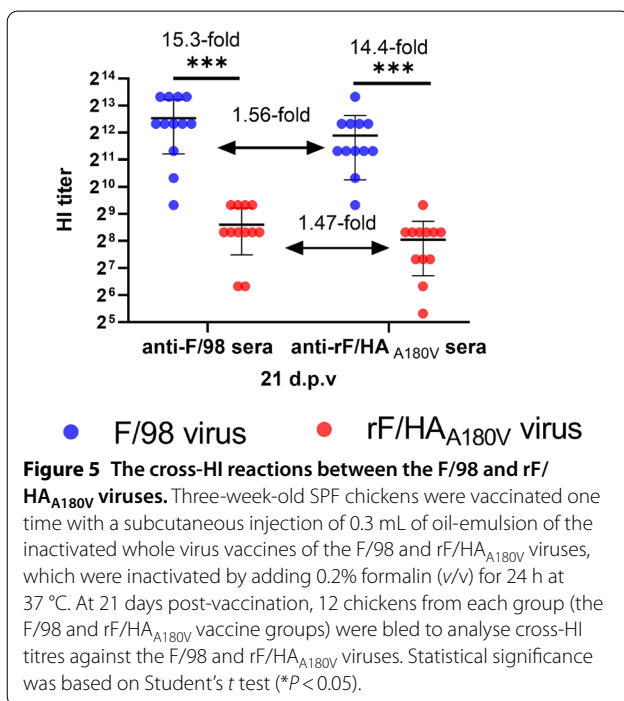 15.3-fold
14.4-fold
***
***
2^14
2^13
2^12
2^11
2^10
2^9
2^8
2^7
2^6
2^5
HI titer
1.56-fold
1.47-fold
anti-F/98 sera anti-rF/HA A180V sera
21 d.p.v
F/98 virus rF/HA A180V virus
Figure 5 The cross-HI reactions between the F/98 and rF/
HA A180V viruses. Three-week-old SPF chickens were vaccinated one
time with a subcutaneous injection of 0.3 mL of oil-emulsion of the
inactivated whole virus vaccines of the F/98 and rF/HA A180V viruses,
which were inactivated by adding 0.2% formalin (v/v) for 24 h at
37 °C. At 21 days post-vaccination, 12 chickens from each group (the
F/98 and rF/HA A180V vaccine groups) were bled to analyse cross-HI
titres against the F/98 and rF/HA A180V viruses. Statistical significance
was based on Student's t test (*P < 0.05).